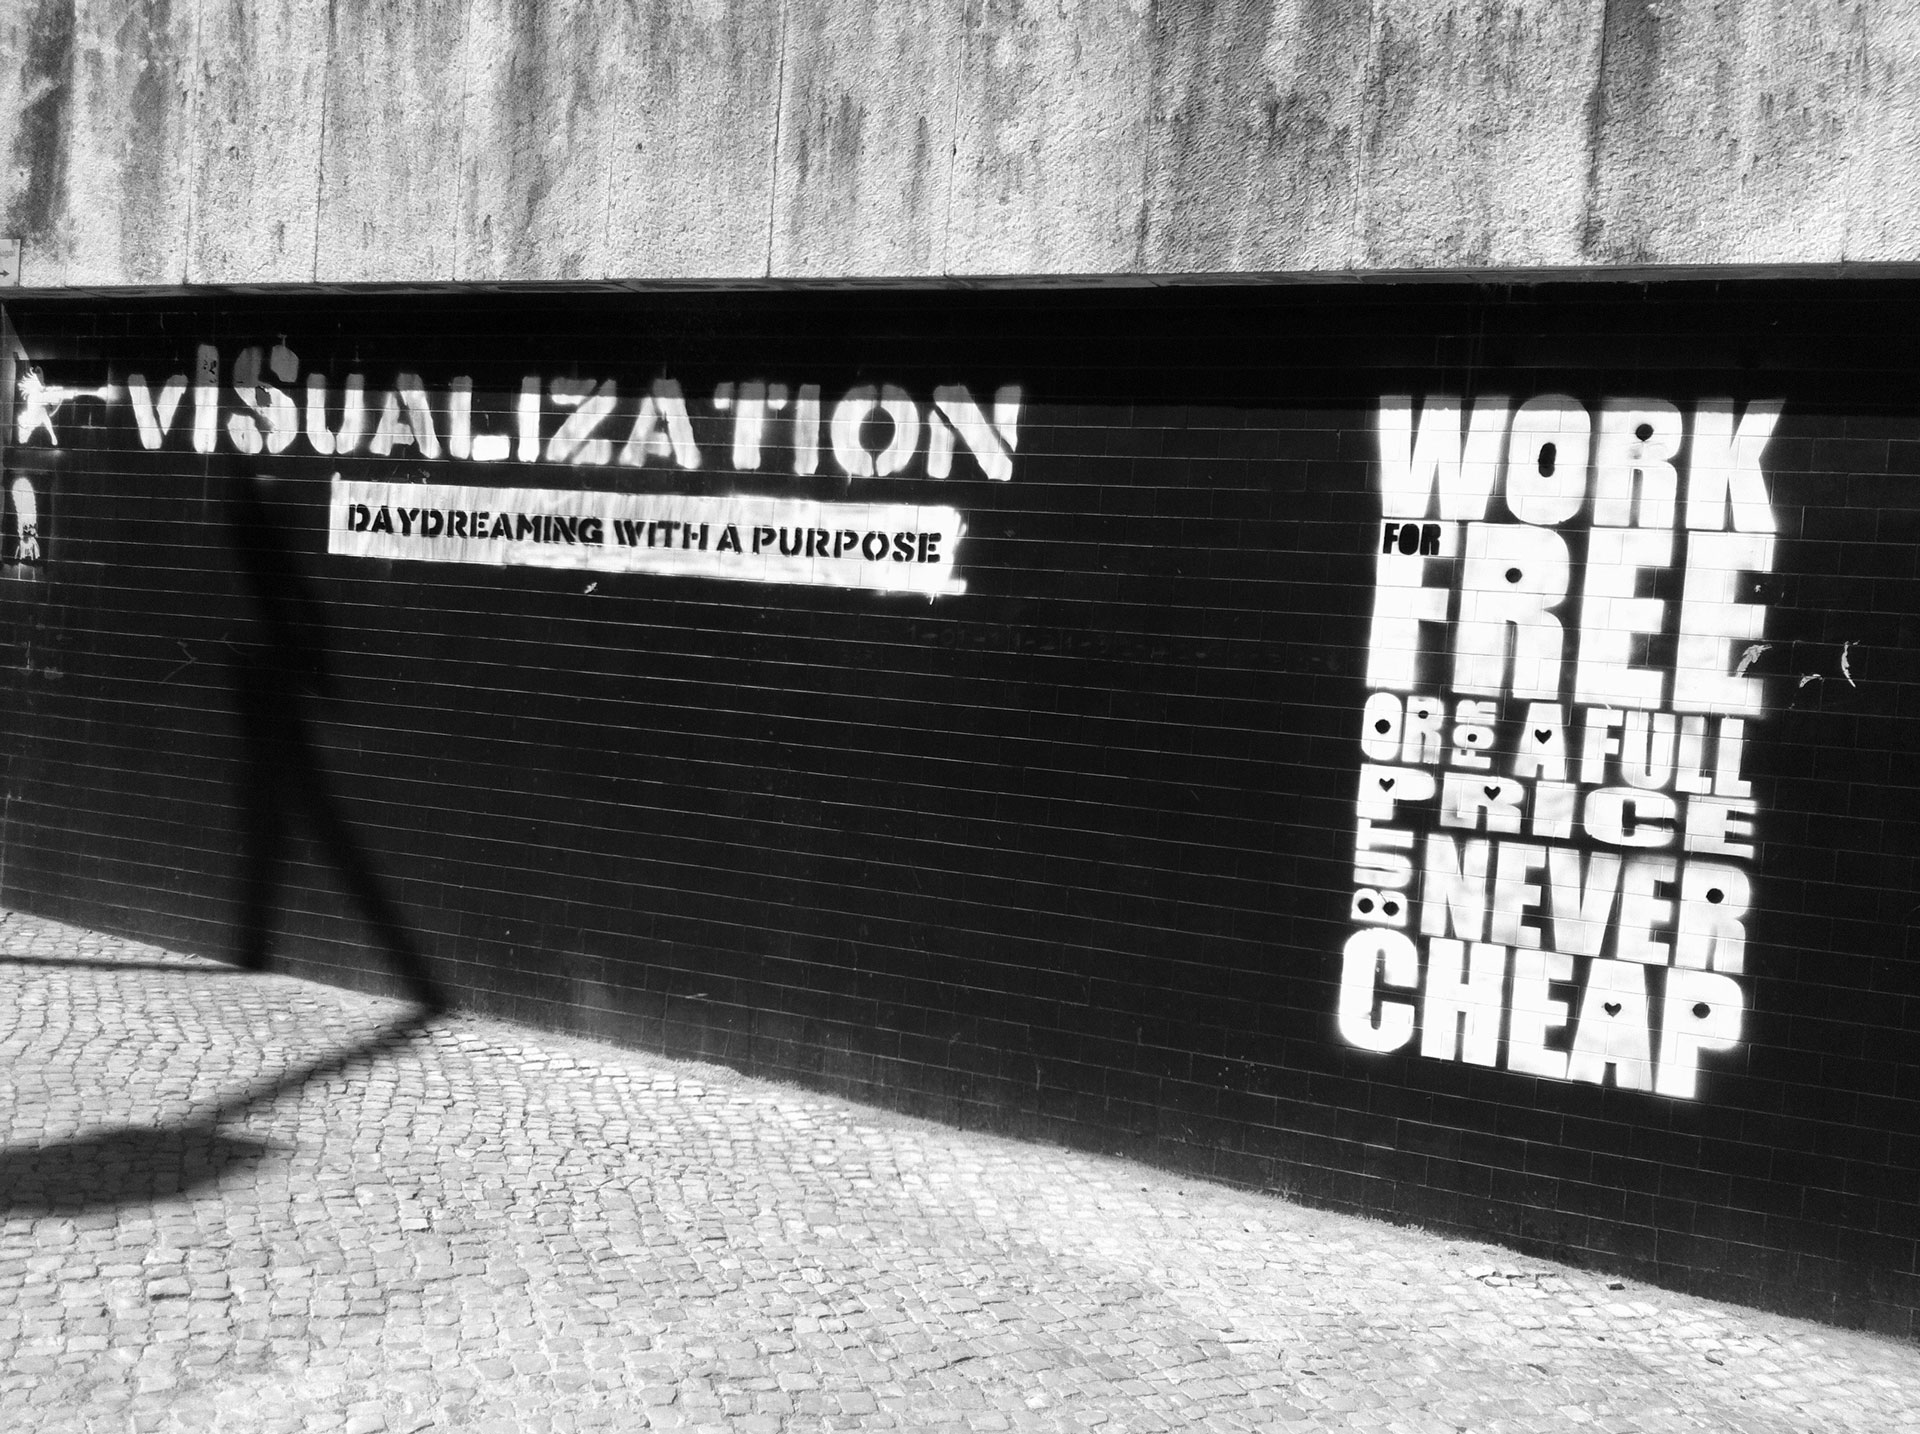 vISUALIZATION
DAYDREAMING WITH A PURPOSE
WORK
FOR FREE
OR FOR A FULL
PRICE
BUT NEVER
CHEAP